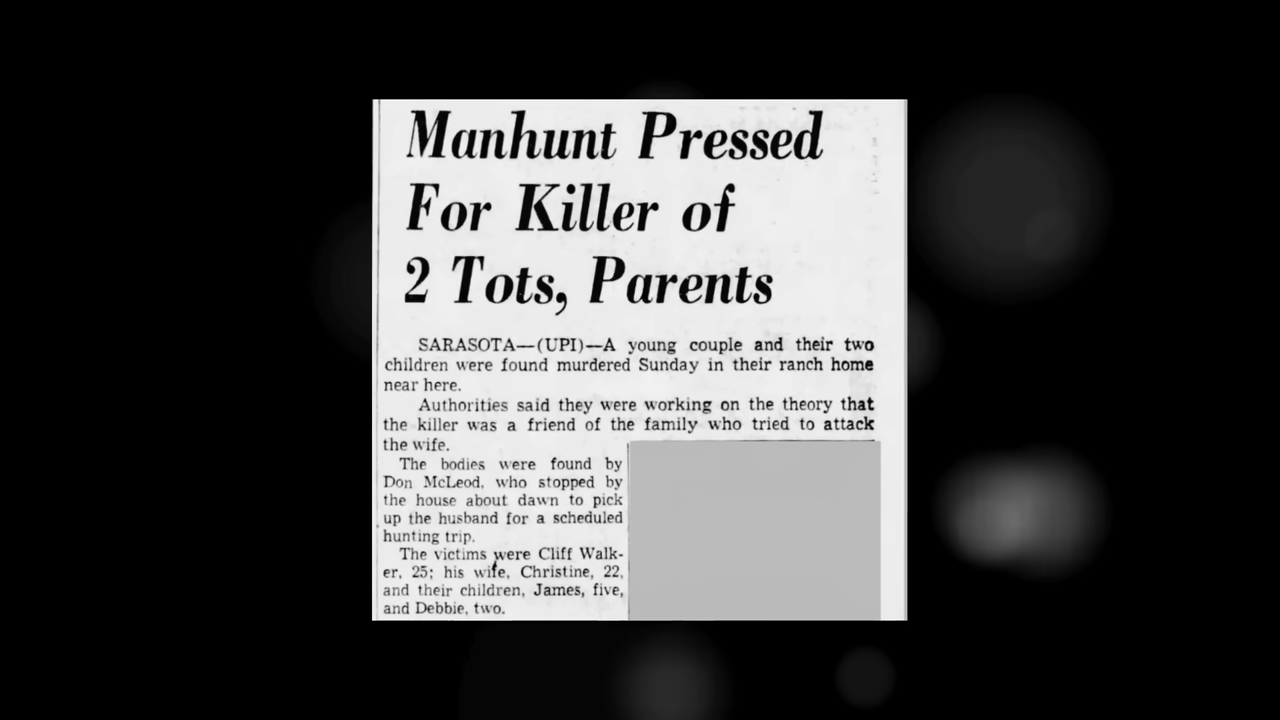 Manhunt Pressed
For Killer of
2 Tots, Parents
SARASOTA—(UPI)—A young couple and their two
children were found murdered Sunday in their ranch home
near here.
Authorities said they were working on the theory that
the killer was a friend of the family who tried to attack
the wife.
The bodies were found by
Don McLeod, who stopped by
the house about dawn to pick
up the husband for a scheduled
hunting trip.
The victims were Cliff Walk-
er, 25; his wife, Christine, 22,
and their children, James, five,
and Debbie, two.